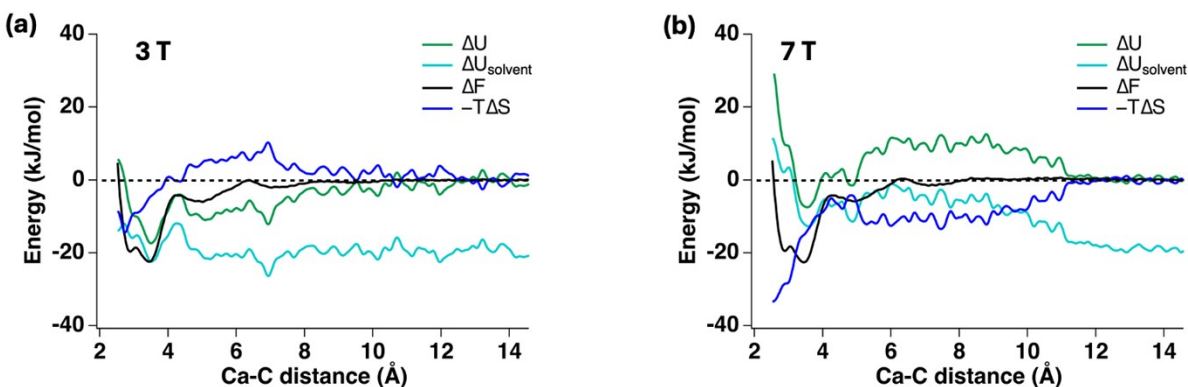 (a)
3 T
ΔU
ΔUsolvent
ΔF
–TΔS
Energy (kJ/mol)
40
20
0
-20
-40
2 4 6 8 10 12 14
Ca-C distance (Å)
(b)
7 T
ΔU
ΔUsolvent
ΔF
–TΔS
Energy (kJ/mol)
40
20
0
-20
-40
2 4 6 8 10 12 14
Ca-C distance (Å)